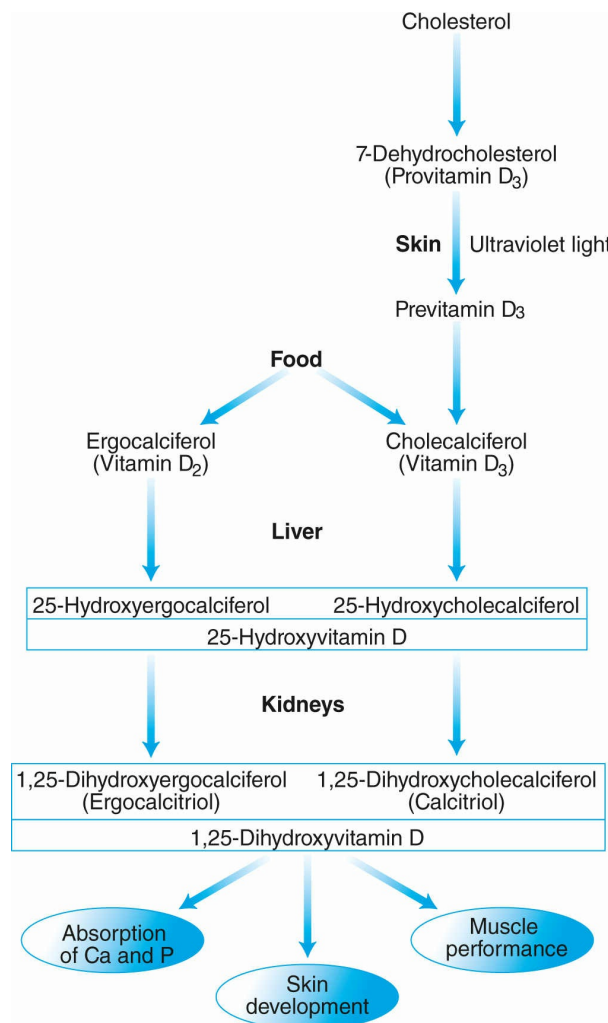 Cholesterol
7-Dehydrocholesterol
(Provitamin D₃)
Skin Ultraviolet light
Previtamin D₃
Food
Ergocalciferol
(Vitamin D₂)
Cholecalciferol
(Vitamin D₃)
Liver
25-Hydroxyergocalciferol 25-Hydroxycholecalciferol
25-Hydroxyvitamin D
Kidneys
1,25-Dihydroxyergocalciferol
(Ergocalcitriol)
1,25-Dihydroxycholecalciferol
(Calcitriol)
1,25-Dihydroxyvitamin D
Absorption
of Ca and P
Skin
development
Muscle
performance